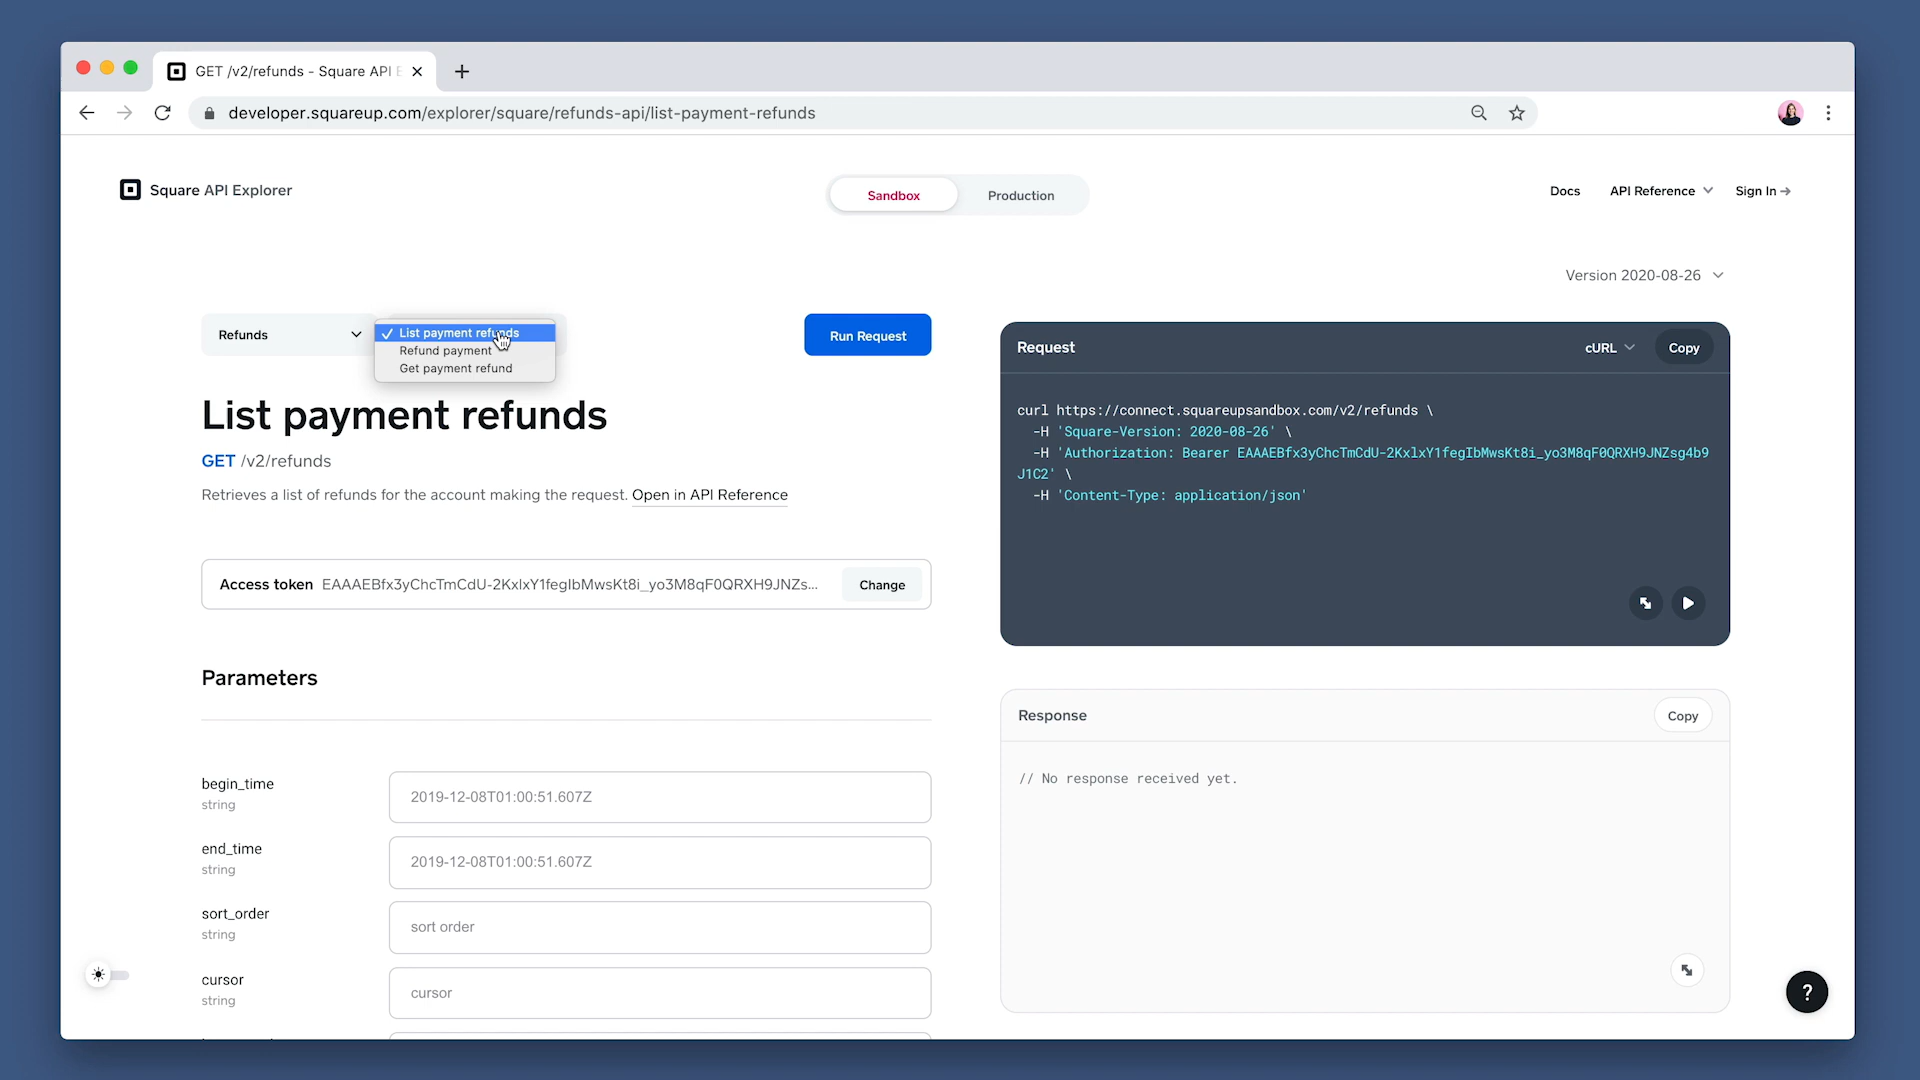 GET /v2/refunds - Square API E
developer.squareup.com/explorer/square/refunds-api/list-payment-refunds
Square API Explorer
Sandbox
Production
Docs
API Reference
Sign In →
Version 2020-08-26
Refunds
✓ List payment refunds
Refund payment
Get payment refund
Run Request
List payment refunds
GET /v2/refunds
Retrieves a list of refunds for the account making the request. Open in API Reference
Access token EAAAEBfx3yChcTmCdU-2KxlxY1fegIbMwsKt8i_yo3M8qF0QRXH9JNZs...
Change
Parameters
begin_time
string
2019-12-08T01:00:51.607Z
end_time
string
2019-12-08T01:00:51.607Z
sort_order
string
sort order
cursor
string
cursor
Request
cURL
Copy
curl https://connect.squareupsandbox.com/v2/refunds \
-H 'Square-Version: 2020-08-26' \
-H 'Authorization: Bearer EAAAEBfx3yChcTmCdU-2KxlxY1fegIbMwsKt8i_yo3M8qF0QRXH9JNZsg4b9
J1C2' \
-H 'Content-Type: application/json'
Response
Copy
// No response received yet.
?